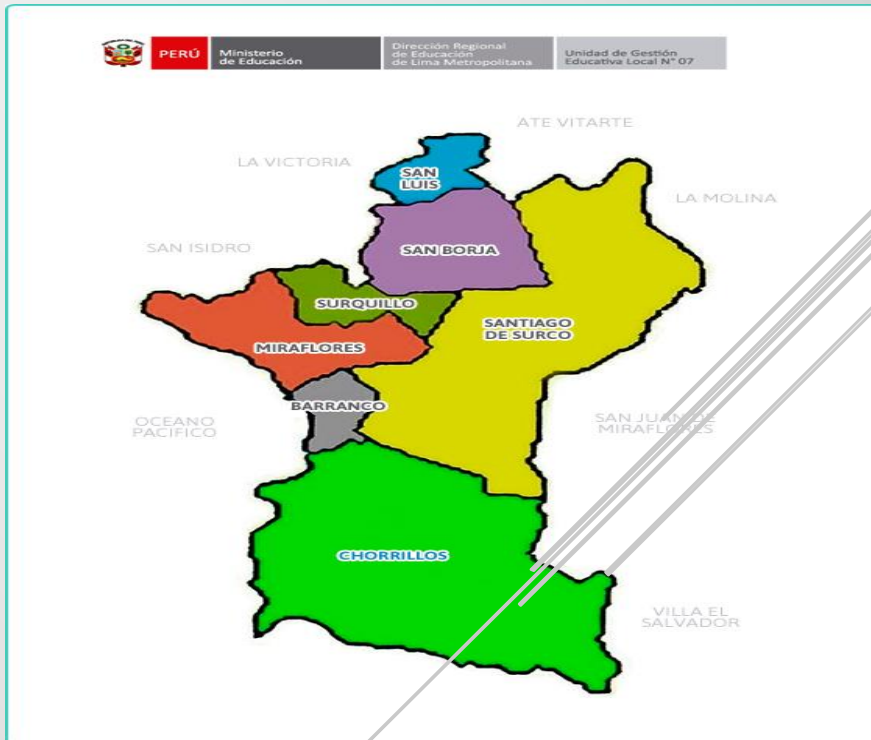 PERÚ
Ministerio
de Educación
Dirección Regional
de Educación
de Lima Metropolitana
Unidad de Gestión
Educativa Local N° 07
ATE VITARTE
LA VICTORIA
SAN
LUIS
LA MOLINA
SAN ISIDRO
SAN BORJA
SURQUILLO
SANTIAGO
DE SURCO
MIRAFLORES
BARRANCO
OCEANO
PACIFICO
SAN JUAN DE
MIRAFLORES
CHORRILLOS
VILLA EL
SALVADOR